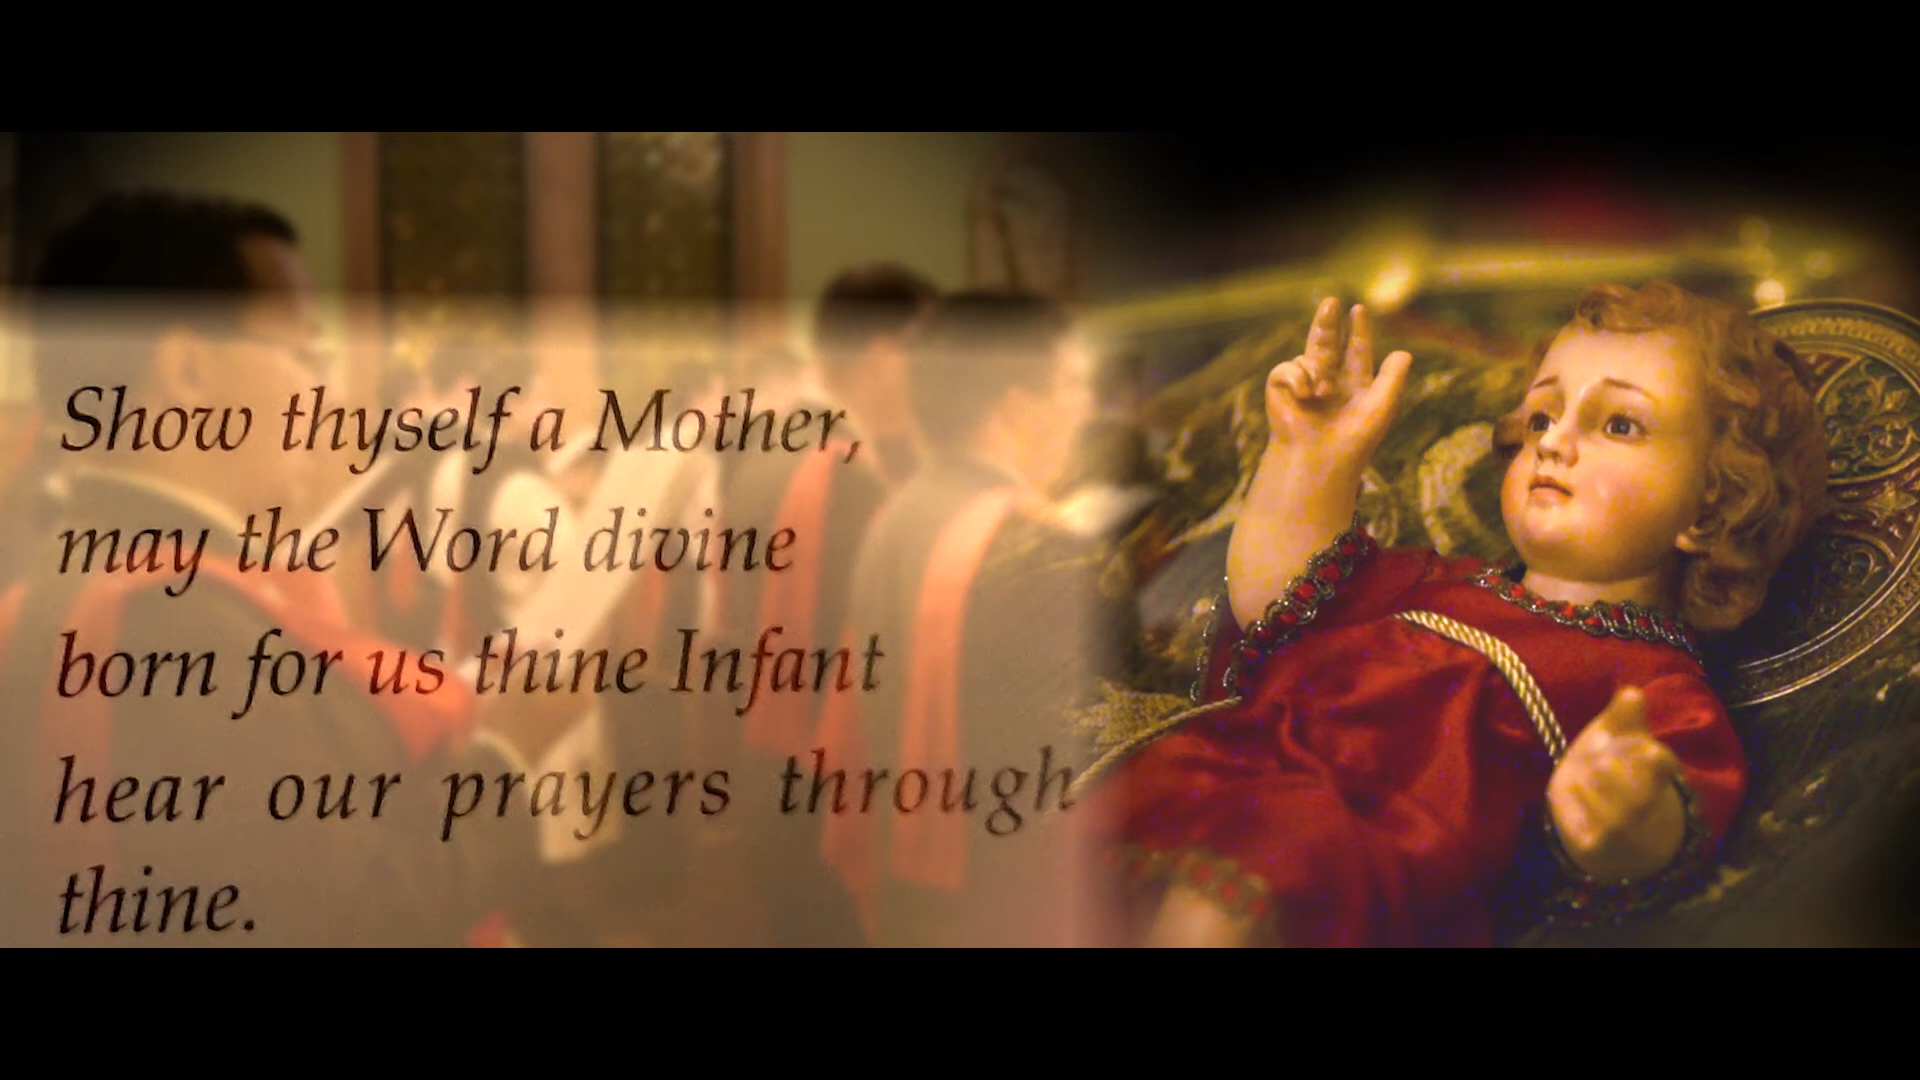 Show thyself a Mother,
may the Word divine
born for us thine Infant
hear our prayers through
thine.